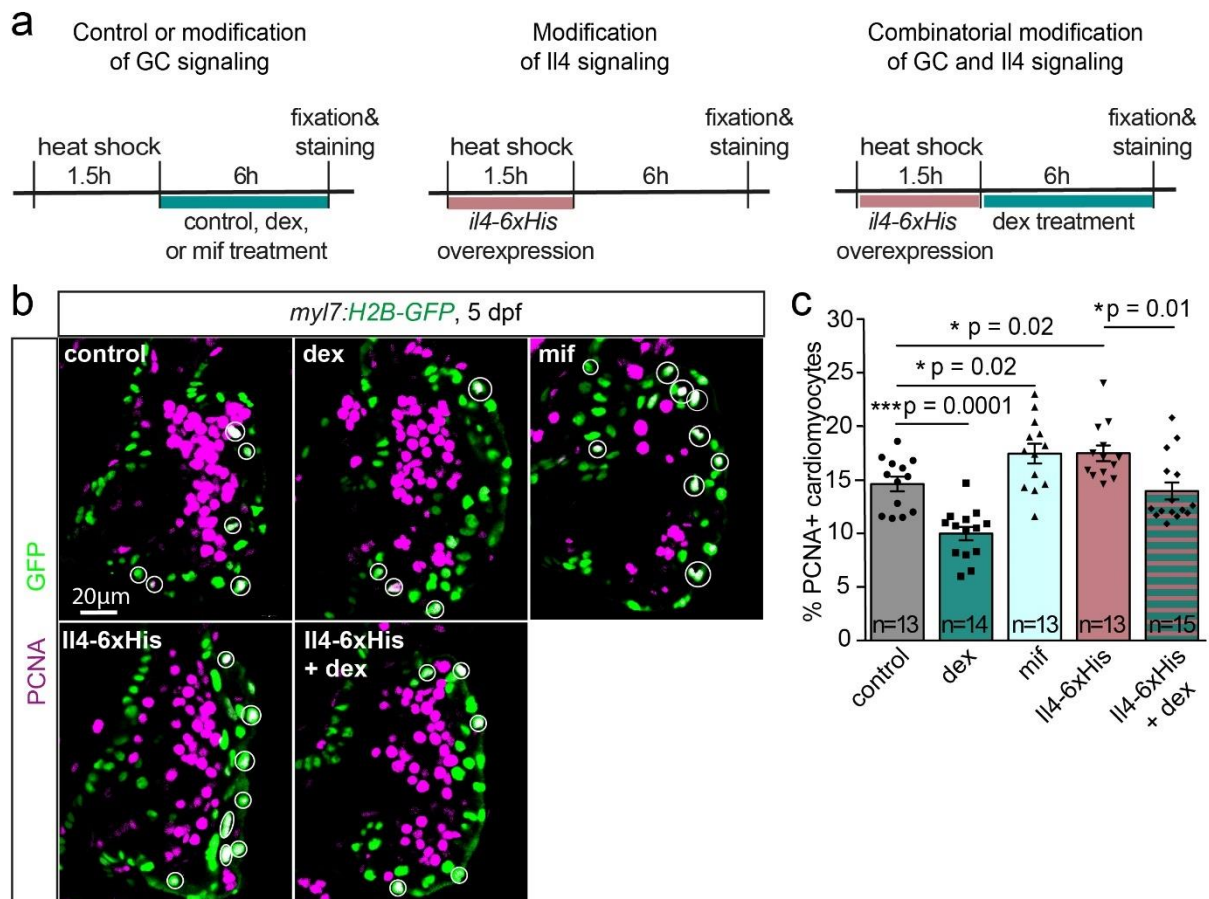 a
Control or modification
of GC signaling
heat shock
fixation&
staining
1.5h
6h
control, dex,
or mif treatment
Modification
of Il4 signaling
heat shock
fixation&
staining
1.5h
6h
il4-6xHis
overexpression
Combinatorial modification
of GC and Il4 signaling
heat shock
fixation&
staining
1.5h
6h
il4-6xHis
overexpression
dex treatment
b
myl7:H2B-GFP, 5 dpf
PCNA GFP
control
20µm
dex
mif
Il4-6xHis
Il4-6xHis
+ dex
c
% PCNA+ cardiomyocytes
30
25
20
15
10
5
0
*p = 0.01
* p = 0.02
* p = 0.02
***p = 0.0001
n=13
n=14
n=13
n=13
n=15
control
dex
mif
Il4-6xHis
Il4-6xHis
+ dex